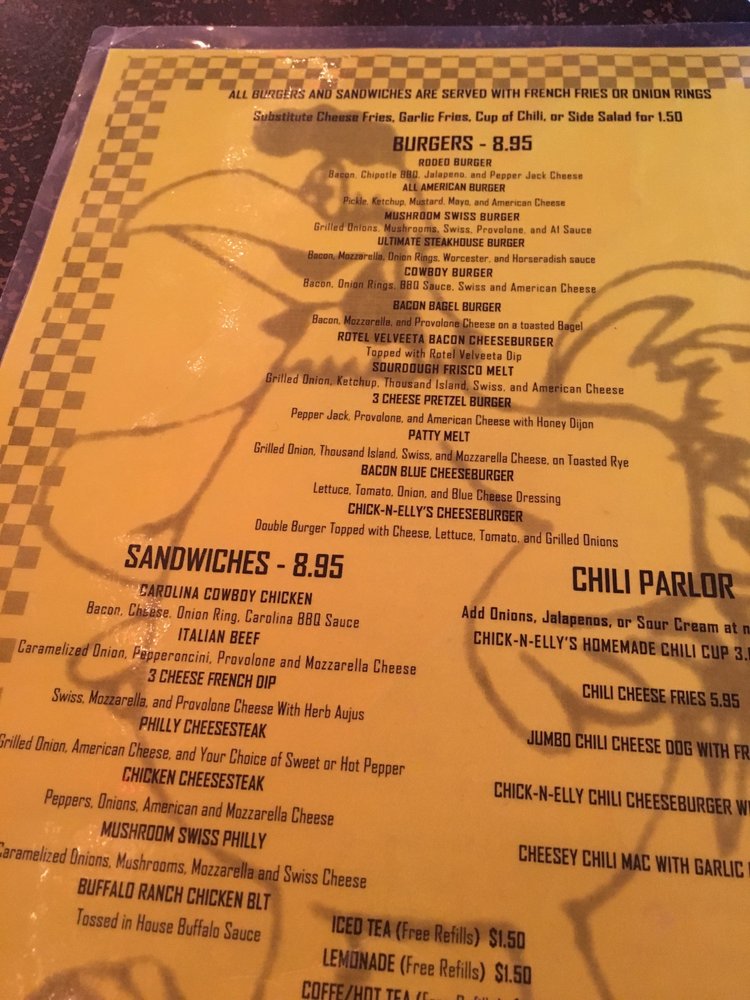 ALL BURGERS AND SANDWICHES ARE SERVED WITH FRENCH FRIES OR ONION RINGS
Substitute Cheese Fries, Garlic Fries, Cup of Chili, or Side Salad for 1.50
BURGERS - 8.95
RODEO BURGER
Bacon, Chipotle BBQ, Jalapeno, and Pepper Jack Cheese
ALL AMERICAN BURGER
Pickle, Ketchup, Mustard, Mayo, and American Cheese
MUSHROOM SWISS BURGER
Grilled Onions, Mushrooms, Swiss, Provolone, and A1 Sauce
ULTIMATE STEAKHOUSE BURGER
Bacon, Mozzarella, Onion Rings, Worcester, and Horseradish sauce
COWBOY BURGER
Bacon, Onion Rings, BBQ Sauce, Swiss and American Cheese
BACON BAGEL BURGER
Bacon, Mozzarella, and Provolone Cheese on a toasted Bagel
ROTEL VELVEETA BACON CHEESEBURGER
Topped with Rotel Velveeta Dip
SOURDOUGH FRISCO MELT
Grilled Onion, Ketchup, Thousand Island, Swiss, and American Cheese
3 CHEESE PRETZEL BURGER
Pepper Jack, Provolone, and American Cheese with Honey Dijon
PATTY MELT
Grilled Onion, Thousand Island, Swiss, and Mozzarella Cheese, on Toasted Rye
BACON BLUE CHEESEBURGER
Lettuce, Tomato, Onion, and Blue Cheese Dressing
CHICK-N-ELLY'S CHEESEBURGER
Double Burger Topped with Cheese, Lettuce, Tomato, and Grilled Onions
SANDWICHES - 8.95
CAROLINA COWBOY CHICKEN
Bacon, Cheese, Onion Ring, Carolina BBQ Sauce
ITALIAN BEEF
Caramelized Onion, Pepperoncini, Provolone and Mozzarella Cheese
3 CHEESE FRENCH DIP
Swiss, Mozzarella, and Provolone Cheese With Herb Aujus
PHILLY CHEESESTEAK
Grilled Onion, American Cheese, and Your Choice of Sweet or Hot Pepper
CHICKEN CHEESESTEAK
Peppers, Onions, American and Mozzarella Cheese
MUSHROOM SWISS PHILLY
Caramelized Onions, Mushrooms, Mozzarella and Swiss Cheese
BUFFALO RANCH CHICKEN BLT
Tossed in House Buffalo Sauce
CHILI PARLOR
Add Onions, Jalapenos, or Sour Cream at
CHICK-N-ELLY'S HOMEMADE CHILI CUP
CHILI CHEESE FRIES 5.95
JUMBO CHILI CHEESE DOG WITH
CHICK-N-ELLY CHILI CHEESEBURGER
CHEESEY CHILI MAC WITH GARLIC
ICED TEA (Free Refills) $1.50
LEMONADE (Free Refills) $1.50
COFFE/HOT TEA (Free Refills)